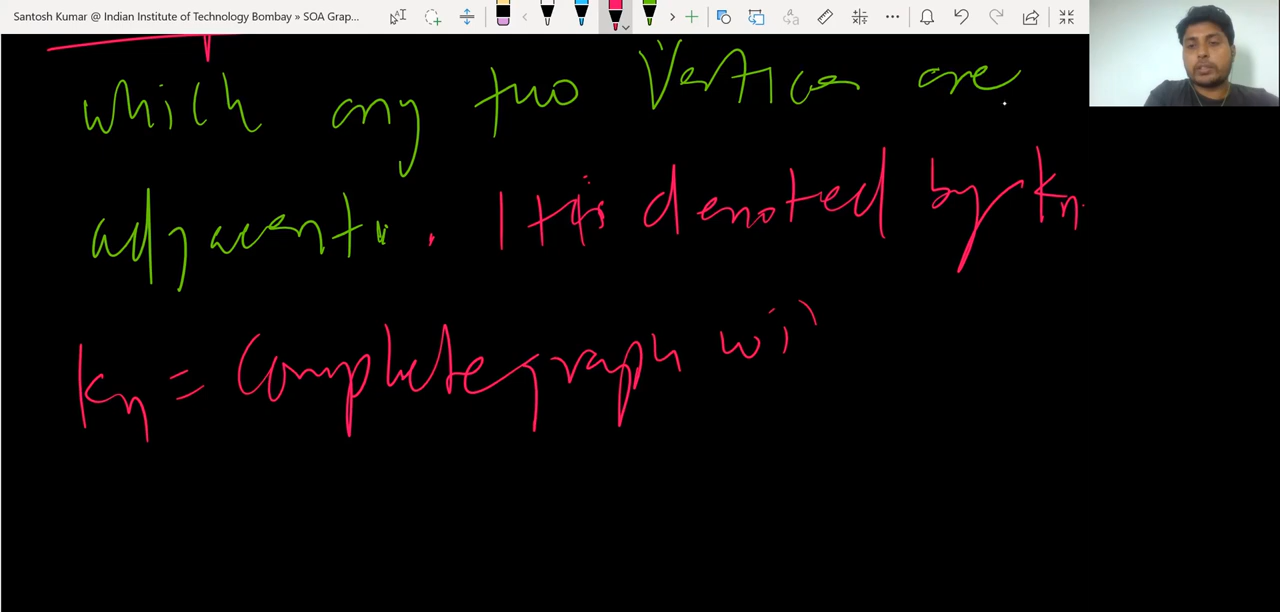 Santosh Kumar @ Indian Institute of Technology Bombay » SOA Grap...
which any two vertices are
adjacent. It is denoted by Kn.
Kn = Complete graph wi